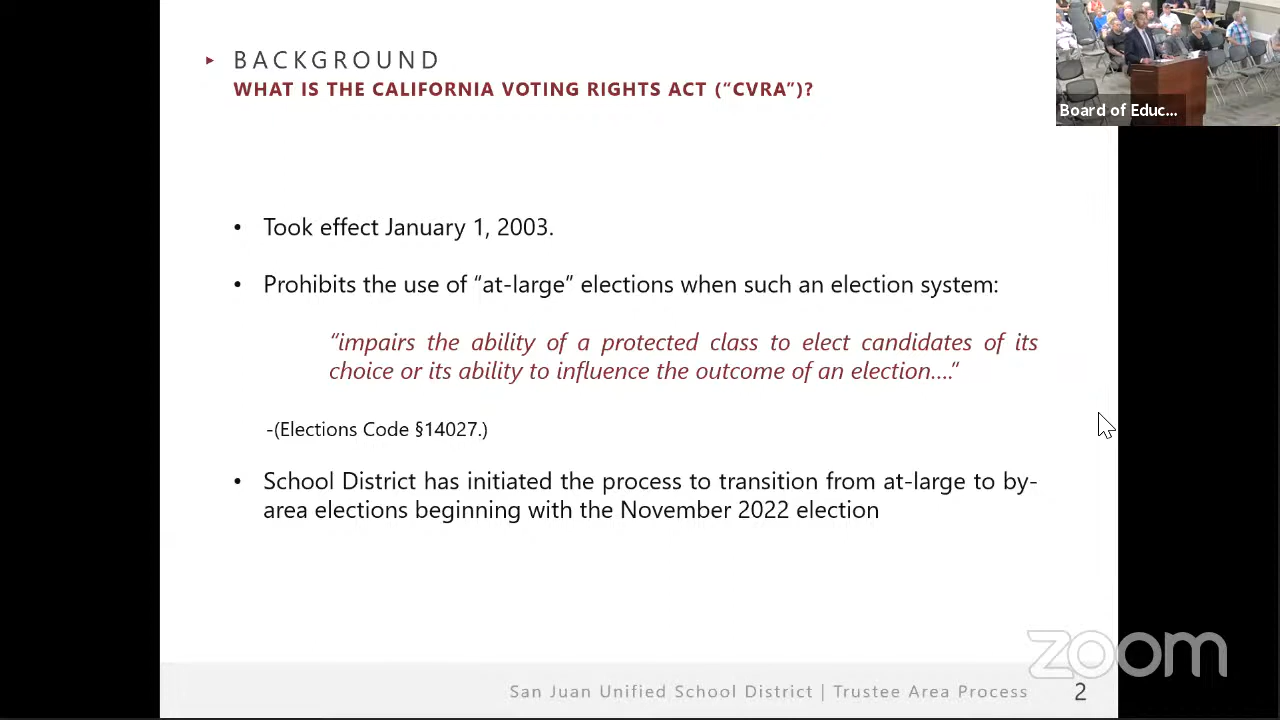 BACKGROUND
WHAT IS THE CALIFORNIA VOTING RIGHTS ACT (“CVRA”)?
Board of Educ...
• Took effect January 1, 2003.
• Prohibits the use of “at-large” elections when such an election system:
“impairs the ability of a protected class to elect candidates of its
choice or its ability to influence the outcome of an election....”
-(Elections Code §14027.)
• School District has initiated the process to transition from at-large to by-
area elections beginning with the November 2022 election
zoom
San Juan Unified School District | Trustee Area Process 2